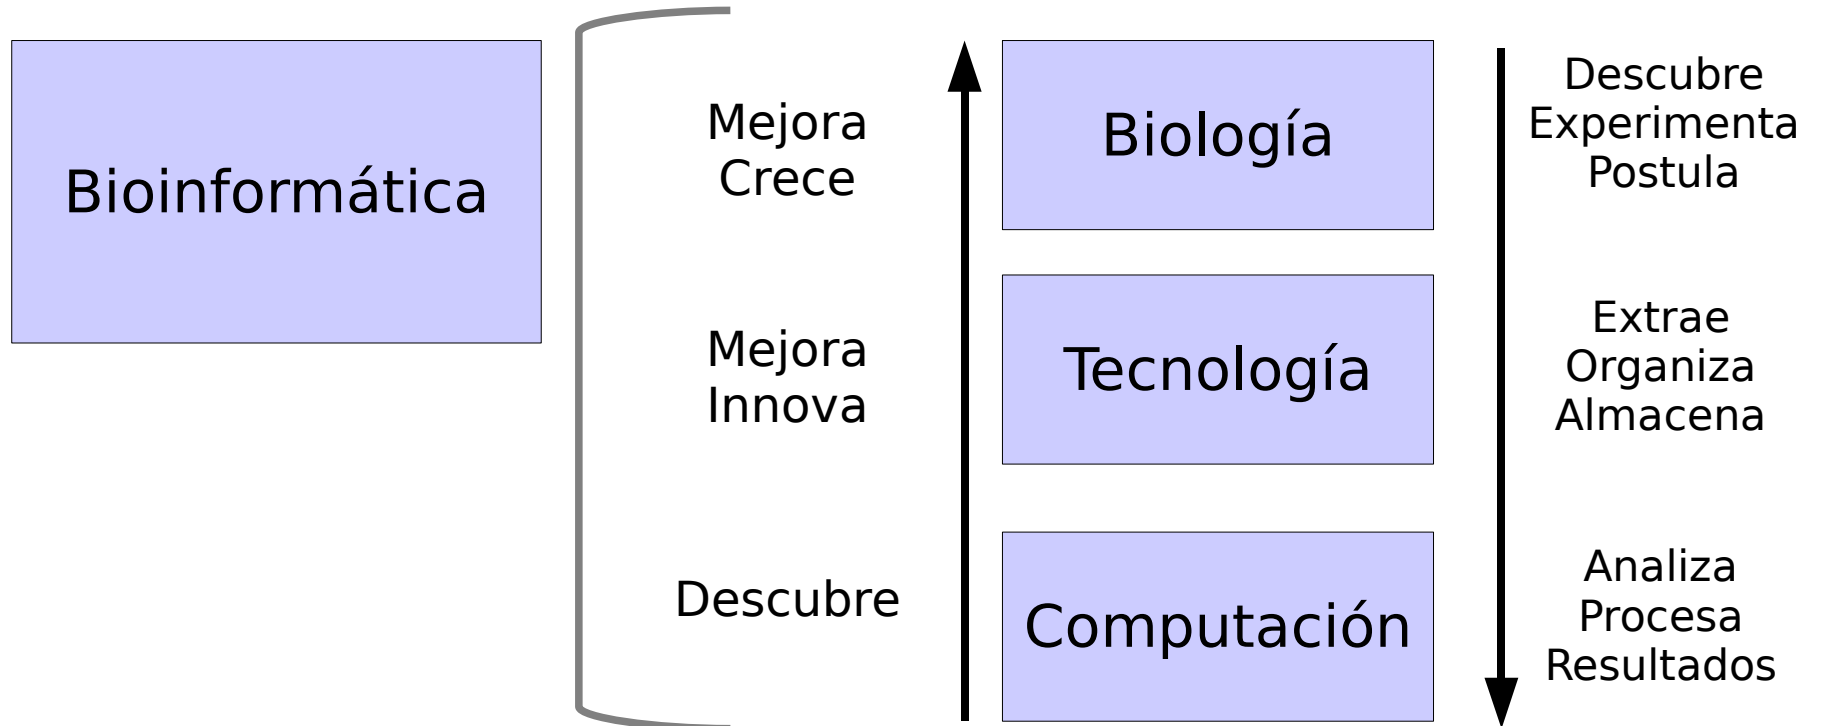 Bioinformática
Mejora
Crece
Biología
Descubre
Experimenta
Postula
Mejora
Innova
Tecnología
Extrae
Organiza
Almacena
Descubre
Computación
Analiza
Procesa
Resultados